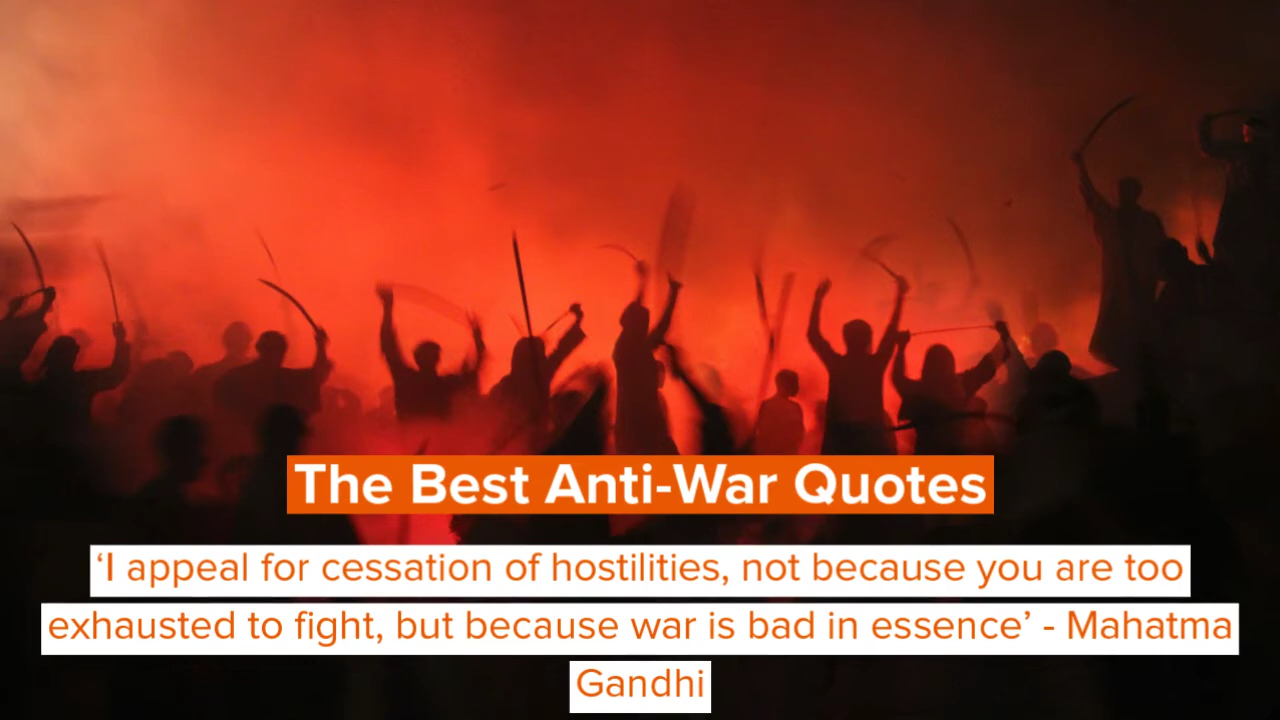 The Best Anti-War Quotes
‘I appeal for cessation of hostilities, not because you are too
exhausted to fight, but because war is bad in essence’ - Mahatma
Gandhi